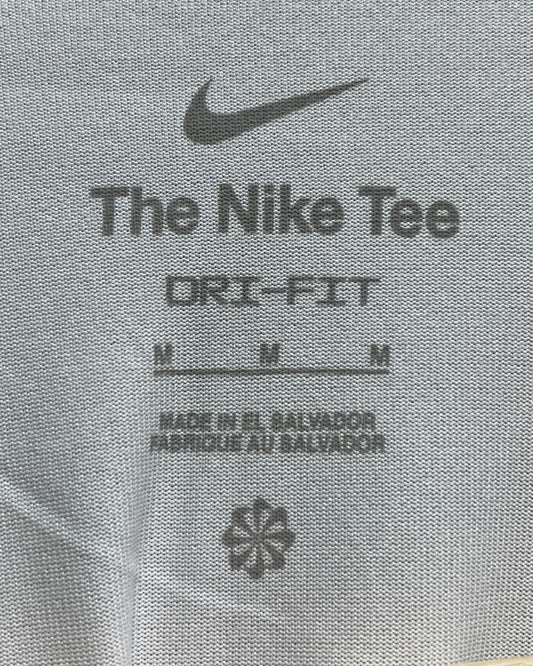 The Nike Tee
DRI-FIT
M M M
MADE IN EL SALVADOR
FABRIQUE AU SALVADOR